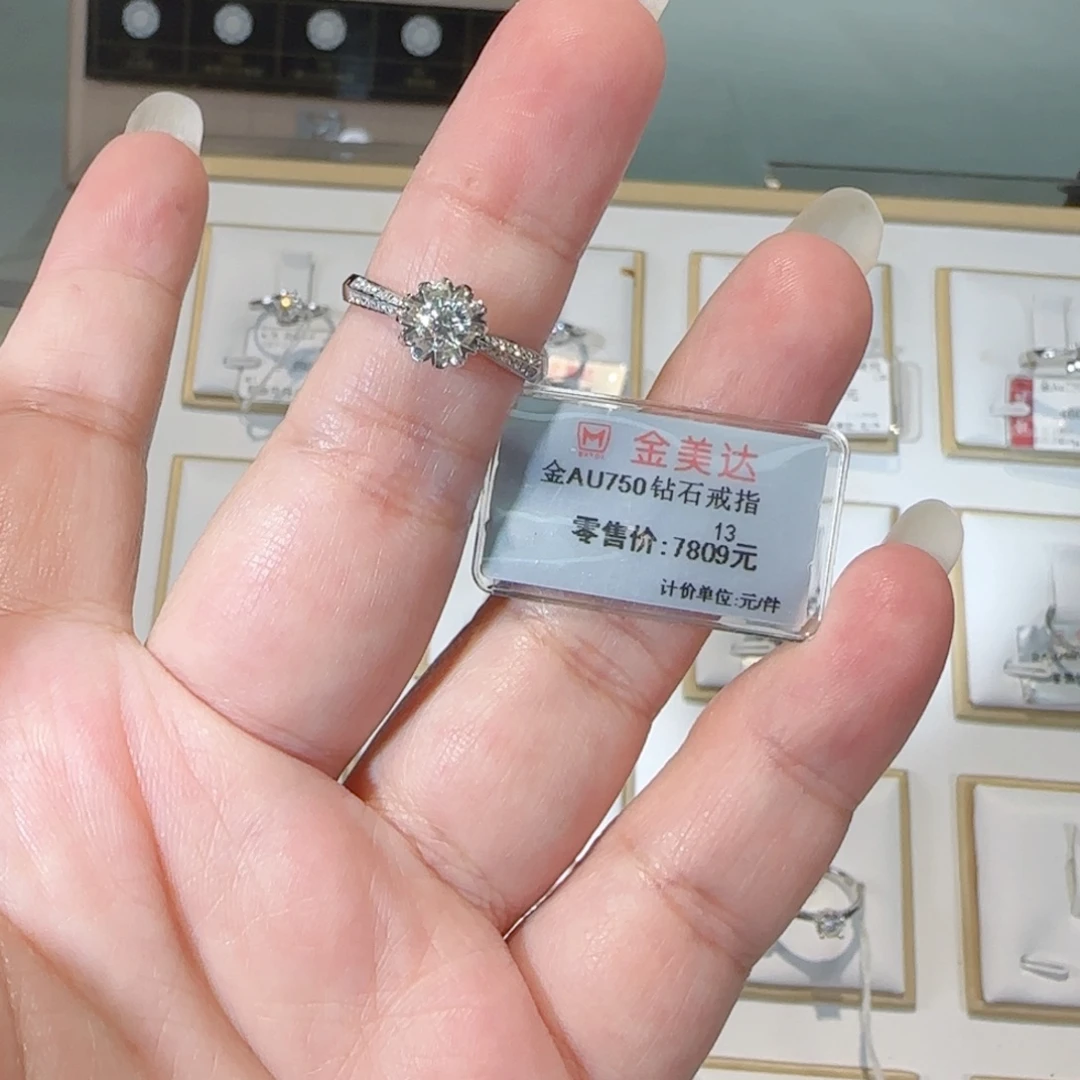 金美达
金AU750钻石戒指
13
零售价:7809元
计价单位:元/件